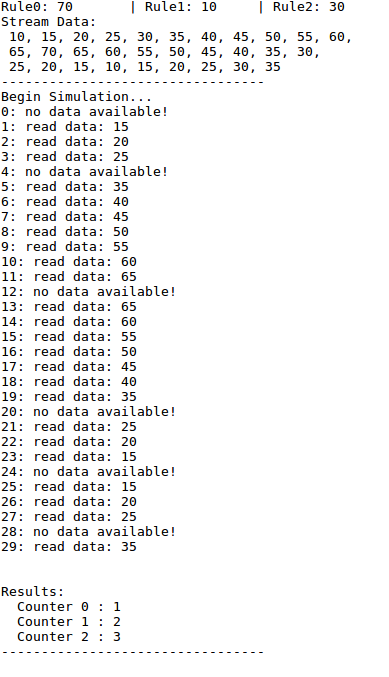 Rule0: 70       | Rule1: 10     | Rule2: 30
Stream Data:
 10, 15, 20, 25, 30, 35, 40, 45, 50, 55, 60,
 65, 70, 65, 60, 55, 50, 45, 40, 35, 30,
 25, 20, 15, 10, 15, 20, 25, 30, 35
---------------------------------
Begin Simulation...
0: no data available!
1: read data: 15
2: read data: 20
3: read data: 25
4: no data available!
5: read data: 35
6: read data: 40
7: read data: 45
8: read data: 50
9: read data: 55
10: read data: 60
11: read data: 65
12: no data available!
13: read data: 65
14: read data: 60
15: read data: 55
16: read data: 50
17: read data: 45
18: read data: 40
19: read data: 35
20: no data available!
21: read data: 25
22: read data: 20
23: read data: 15
24: no data available!
25: read data: 15
26: read data: 20
27: read data: 25
28: no data available!
29: read data: 35
Results:
  Counter 0 : 1
  Counter 1 : 2
  Counter 2 : 3
---------------------------------